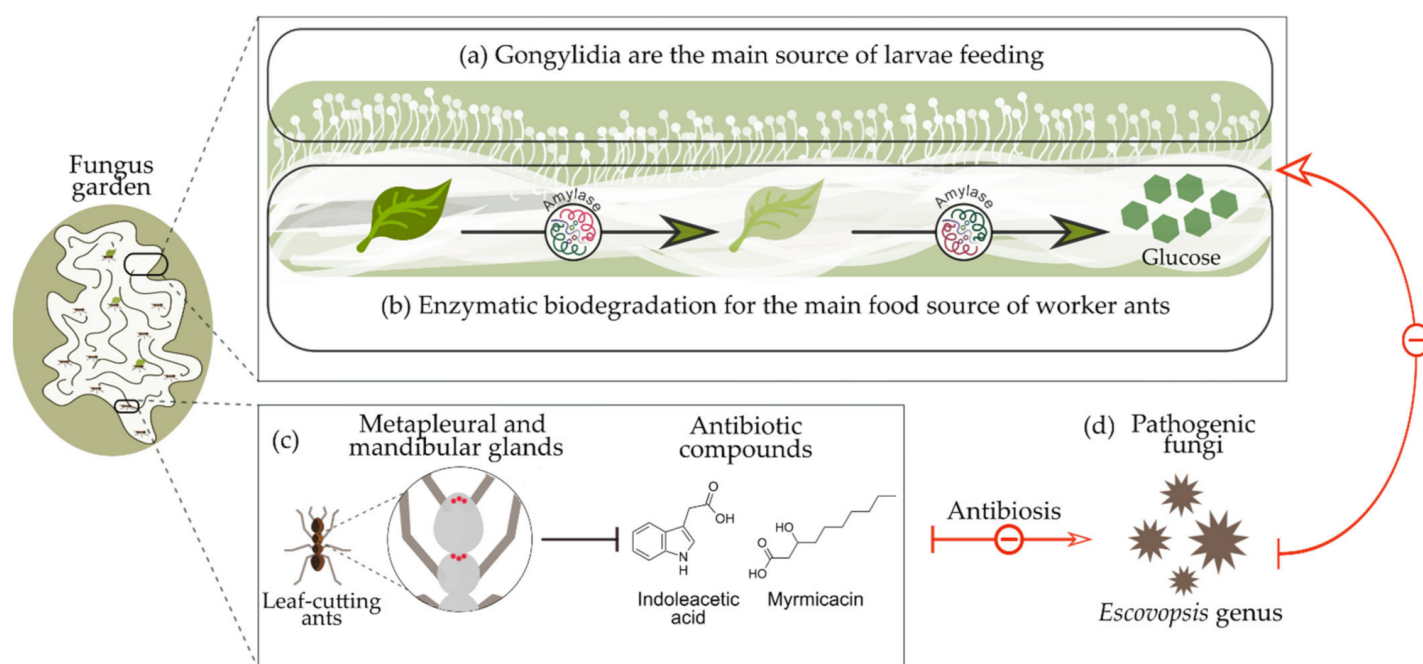 (a) Gongylidia are the main source of larvae feeding
Fungus
garden
Amylase
Amylase
Glucose
(b) Enzymatic biodegradation for the main food source of worker ants
(c)
Metapleural and
mandibular glands
Antibiotic
compounds
O
OH
N
H
HO
O
HO
Indoleacetic
acid
Myrmicacin
Leaf-cutting
ants
Antibiosis
(d)
Pathogenic
fungi
Escovopsis genus